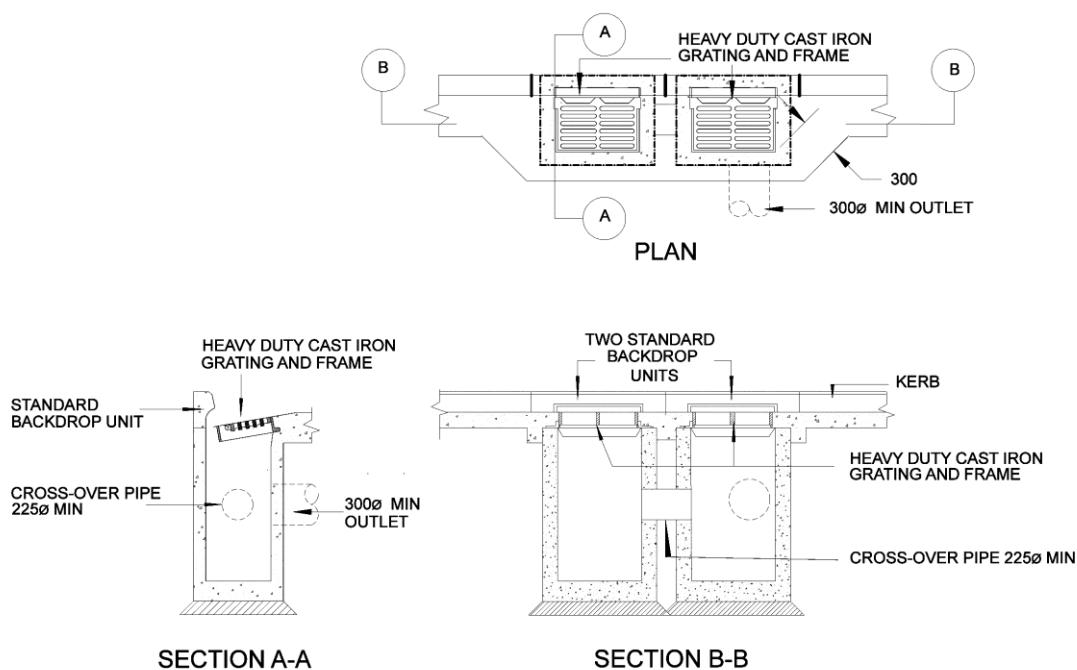 A
HEAVY DUTY CAST IRON
GRATING AND FRAME
B
B
300
300ø MIN OUTLET
A
PLAN
HEAVY DUTY CAST IRON
GRATING AND FRAME
STANDARD
BACKDROP UNIT
CROSS-OVER PIPE
225ø MIN
300ø MIN
OUTLET
SECTION A-A
TWO STANDARD
BACKDROP
UNITS
KERB
HEAVY DUTY CAST IRON
GRATING AND FRAME
CROSS-OVER PIPE 225ø MIN
SECTION B-B